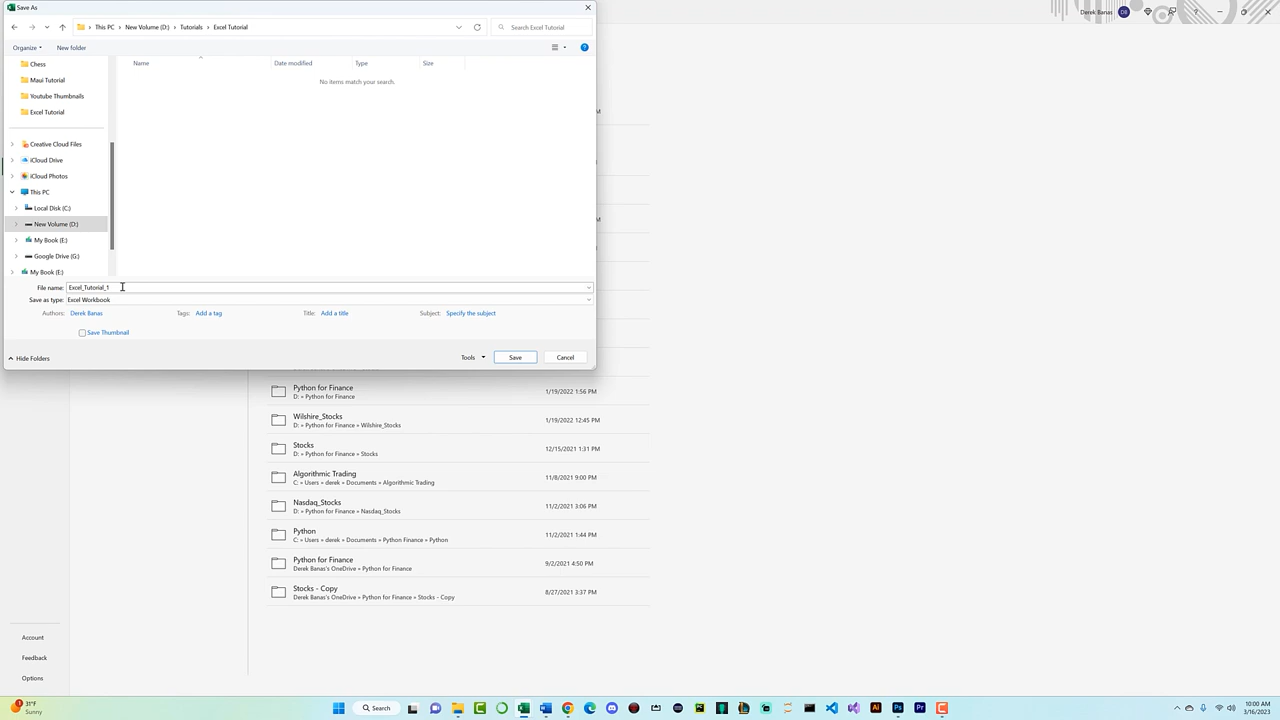 Save As
This PC > New Volume (D:) > Tutorials > Excel Tutorial
Search Excel Tutorial
Derek Banas DB
Organize New folder
Name Date modified Type Size
No items match your search.
Chess
Maui Tutorial
Youtube Thumbnails
Excel Tutorial
Creative Cloud Files
iCloud Drive
iCloud Photos
This PC
Local Disk (C:)
New Volume (D:)
My Book (E:)
Google Drive (G:)
My Book (E:)
File name: Excel_Tutorial_1
Save as type: Excel Workbook
Authors: Derek Banas Tags: Add a tag Title: Add a title Subject: Specify the subject
Save Thumbnail
Hide Folders Tools Save Cancel
Python for Finance
D: » Python for Finance
1/19/2022 1:56 PM
Wilshire_Stocks
D: » Python for Finance » Wilshire_Stocks
1/19/2022 12:45 PM
Stocks
D: » Python for Finance » Stocks
12/15/2021 1:31 PM
Algorithmic Trading
C: » Users » derek » Documents » Algorithmic Trading
11/8/2021 9:00 PM
Nasdaq_Stocks
D: » Python for Finance » Nasdaq_Stocks
11/2/2021 3:06 PM
Python
C: » Users » derek » Documents » Python Finance » Python
11/2/2021 1:44 PM
Python for Finance
Derek Banas's OneDrive » Python for Finance
9/2/2021 4:50 PM
Stocks - Copy
Derek Banas's OneDrive » Python for Finance » Stocks - Copy
8/27/2021 3:37 PM
Account
Feedback
Options
31°F
Sunny
Search
10:00 AM
3/16/2023